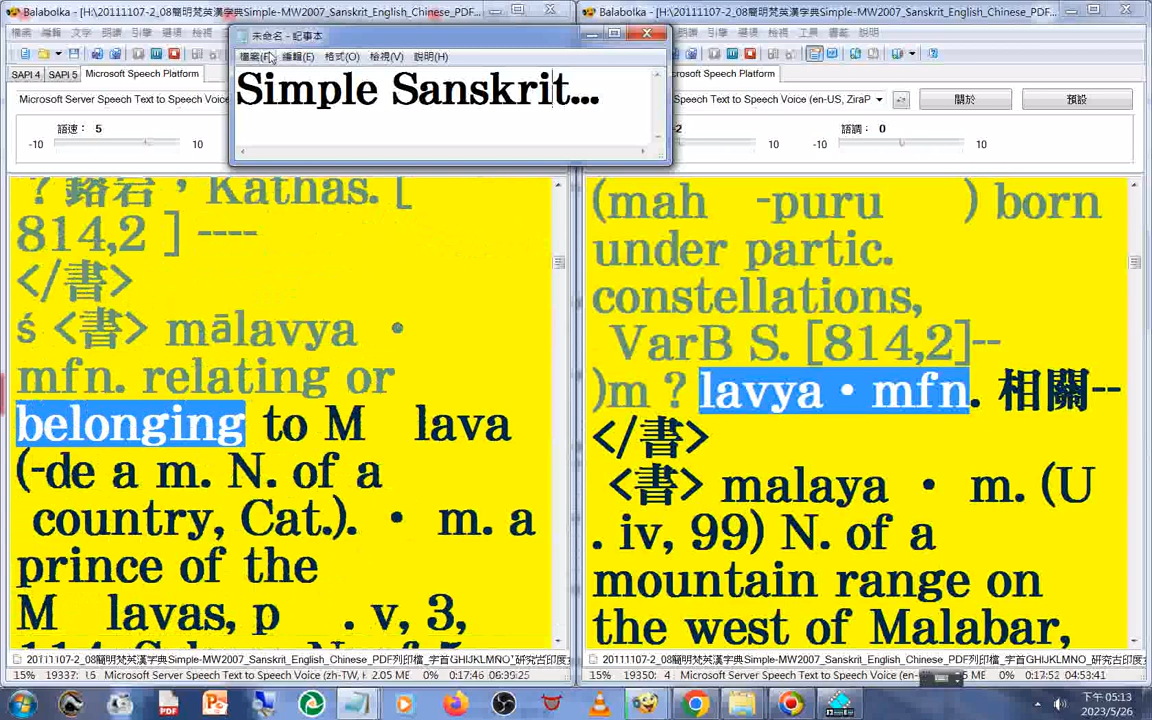 Balabolka - [H:\20111107-2_08簡明梵英漢字典Simple-MW2007_Sanskrit_English_Chinese_PDF
Balabolka - [H:\20111107-2_08簡明梵英漢字典Simple-MW2007_Sanskrit_English_Chinese_PDF...
未命名 - 記事本
檔案(F) 編輯(E) 格式(O) 檢視(V) 說明(H)
Simple Sanskrit...
SAPI 4 SAPI 5 Microsoft Speech Platform
Speech Platform
Microsoft Server Speech Text to Speech Voice
Microsoft Server Speech Text to Speech Voice (en-US, ZiraP
關於
預設
語速： 5
-10 10
-2
語調： 0
10 -10 10
Kathas. [
814,2 ] ----
</書>
ś <書> mālavya •
mfn. relating or
belonging to M lava
(-de a m. N. of a
country, Cat.). • m. a
prince of the
M lavas, p . v, 3,
(mah -puru ) born
under partic.
constellations,
VarB S. [814,2]--
)m ? lavya • mfn. 相關--
</書>
<書> malaya • m. (U
. iv, 99) N. of a
mountain range on
the west of Malabar,
15% 19337: Microsoft Server Speech Text to Speech Voice (zh-TW, 2.05 ME 0% 0:17:46 06:39:25
15% 19350: 4 Microsoft Server Speech Text to Speech Voice 0% 0:17:52 04:53:41
下午 05:13
2023/5/26